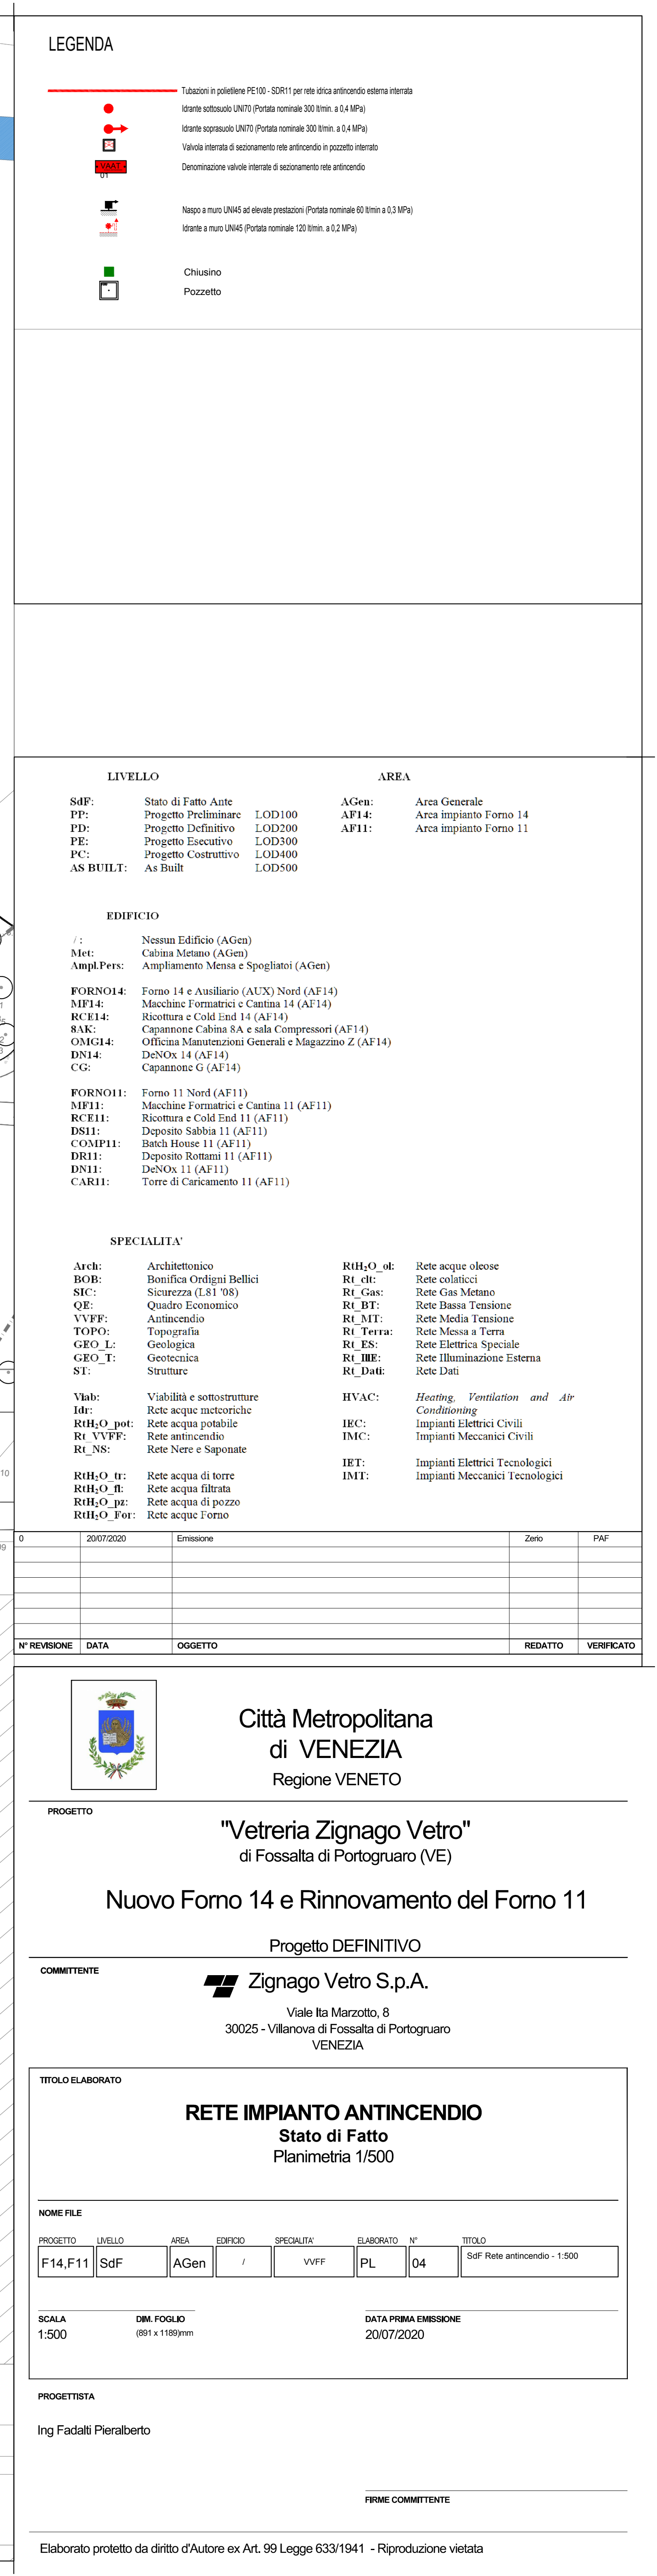 LEGENDA
Tubazioni in polietilene PE100 - SDR11 per rete idrica antincendio esterna interrata
Idrante sottosuolo UNI70 (Portata nominale 300 lt/min. a 0,4 MPa)
Idrante soprasuolo UNI70 (Portata nominale 300 lt/min. a 0,4 MPa)
Valvola interrata di sezionamento rete antincendio in pozzetto interrato
VAAT
01
Denominazione valvole interrate di sezionamento rete antincendio
Naspo a muro UNI45 ad elevate prestazioni (Portata nominale 60 lt/min a 0,3 MPa)
Idrante a muro UNI45 (Portata nominale 120 lt/min. a 0,2 MPa)
Chiusino
Pozzetto
LIVELLO
SdF: Stato di Fatto Ante
PP: Progetto Preliminare LOD100
PD: Progetto Definitivo LOD200
PE: Progetto Esecutivo LOD300
PC: Progetto Costruttivo LOD400
AS BUILT: As Built LOD500
AREA
AGen: Area Generale
AF14: Area impianto Forno 14
AF11: Area impianto Forno 11
EDIFICIO
/ : Nessun Edificio (AGen)
Met: Cabina Metano (AGen)
Ampl.Pers: Ampliamento Mensa e Spogliatoi (AGen)
FORNO14: Forno 14 e Ausiliario (AUX) Nord (AF14)
MF14: Macchine Formatrici e Cantina 14 (AF14)
RCE14: Ricottura e Cold End 14 (AF14)
8AK: Capannone Cabina 8A e sala Compressori (AF14)
OMG14: Officina Manutenzioni Generali e Magazzino Z (AF14)
DN14: DeNOx 14 (AF14)
CG: Capannone G (AF14)
FORNO11: Forno 11 Nord (AF11)
MF11: Macchine Formatrici e Cantina 11 (AF11)
RCE11: Ricottura e Cold End 11 (AF11)
DS11: Deposito Sabbia 11 (AF11)
COMP11: Batch House 11 (AF11)
DR11: Deposito Rottami 11 (AF11)
DN11: DeNOx 11 (AF11)
CAR11: Torre di Caricamento 11 (AF11)
SPECIALITA'
Arch: Architettonico
BOB: Bonifica Ordigni Bellici
SIC: Sicurezza (L81 '08)
QE: Quadro Economico
VVFF: Antincendio
TOPO: Topografia
GEO_L: Geologica
GEO_T: Geotecnica
ST: Strutture
Viab: Viabilità e sottostrutture
Idr: Rete acque meteoriche
RtH2O_pot: Rete acqua potabile
Rt_VVFF: Rete antincendio
Rt_NS: Rete Nere e Saponate
RtH2O_tr: Rete acqua di torre
RtH2O_fl: Rete acqua filtrata
RtH2O_pz: Rete acqua di pozzo
RtH2O_For: Rete acque Forno
RtH2O_ol: Rete acque oleose
Rt_clt: Rete colaticci
Rt_Gas: Rete Gas Metano
Rt_BT: Rete Bassa Tensione
Rt_MT: Rete Media Tensione
Rt_Terra: Rete Messa a Terra
Rt_ES: Rete Elettrica Speciale
Rete Illuminazione Esterna
Rt_Dati: Rete Dati
HVAC: Heating, Ventilation and Air
Conditioning
IEC: Impianti Elettrici Civili
IMC: Impianti Meccanici Civili
IET: Impianti Elettrici Tecnologici
IMT: Impianti Meccanici Tecnologici
0 20/07/2020 Emissione Zerio PAF
N° REVISIONE DATA OGGETTO REDATTO VERIFICATO
Città Metropolitana
di VENEZIA
Regione VENETO
PROGETTO
"Vetreria Zignago Vetro"
di Fossalta di Portogruaro (VE)
Nuovo Forno 14 e Rinnovamento del Forno 11
Progetto DEFINITIVO
COMMITTENTE
Zignago Vetro S.p.A.
Viale Ita Marzotto, 8
30025 - Villanova di Fossalta di Portogruaro
VENEZIA
TITOLO ELABORATO
RETE IMPIANTO ANTINCENDIO
Stato di Fatto
Planimetria 1/500
NOME FILE
PROGETTO LIVELLO AREA EDIFICIO SPECIALITA' ELABORATO N° TITOLO
F14,F11 SdF AGen / VVFF PL 04 SdF Rete antincendio - 1:500
SCALA DIM. FOGLIO DATA PRIMA EMISSIONE
1:500 (891 x 1189)mm 20/07/2020
PROGETTISTA
Ing Fadalti Pieralberto
FIRME COMMITTENTE
Elaborato protetto da diritto d'Autore ex Art. 99 Legge 633/1941 - Riproduzione vietata